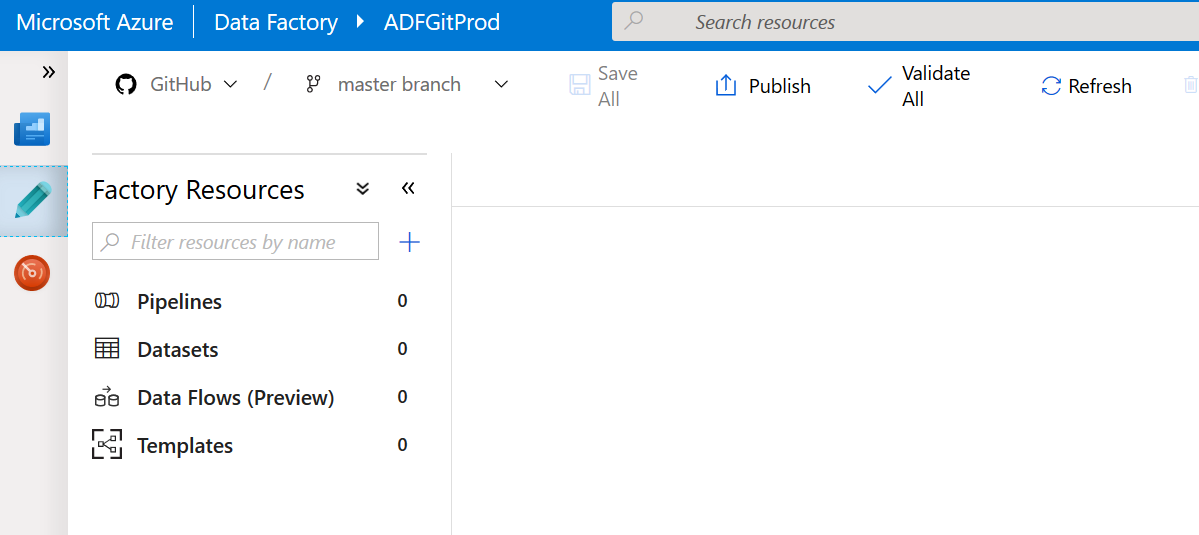 Microsoft Azure Data Factory ADFGitProd Search resources
GitHub / master branch Save All Publish Validate All Refresh
Factory Resources
Filter resources by name
Pipelines 0
Datasets 0
Data Flows (Preview) 0
Templates 0